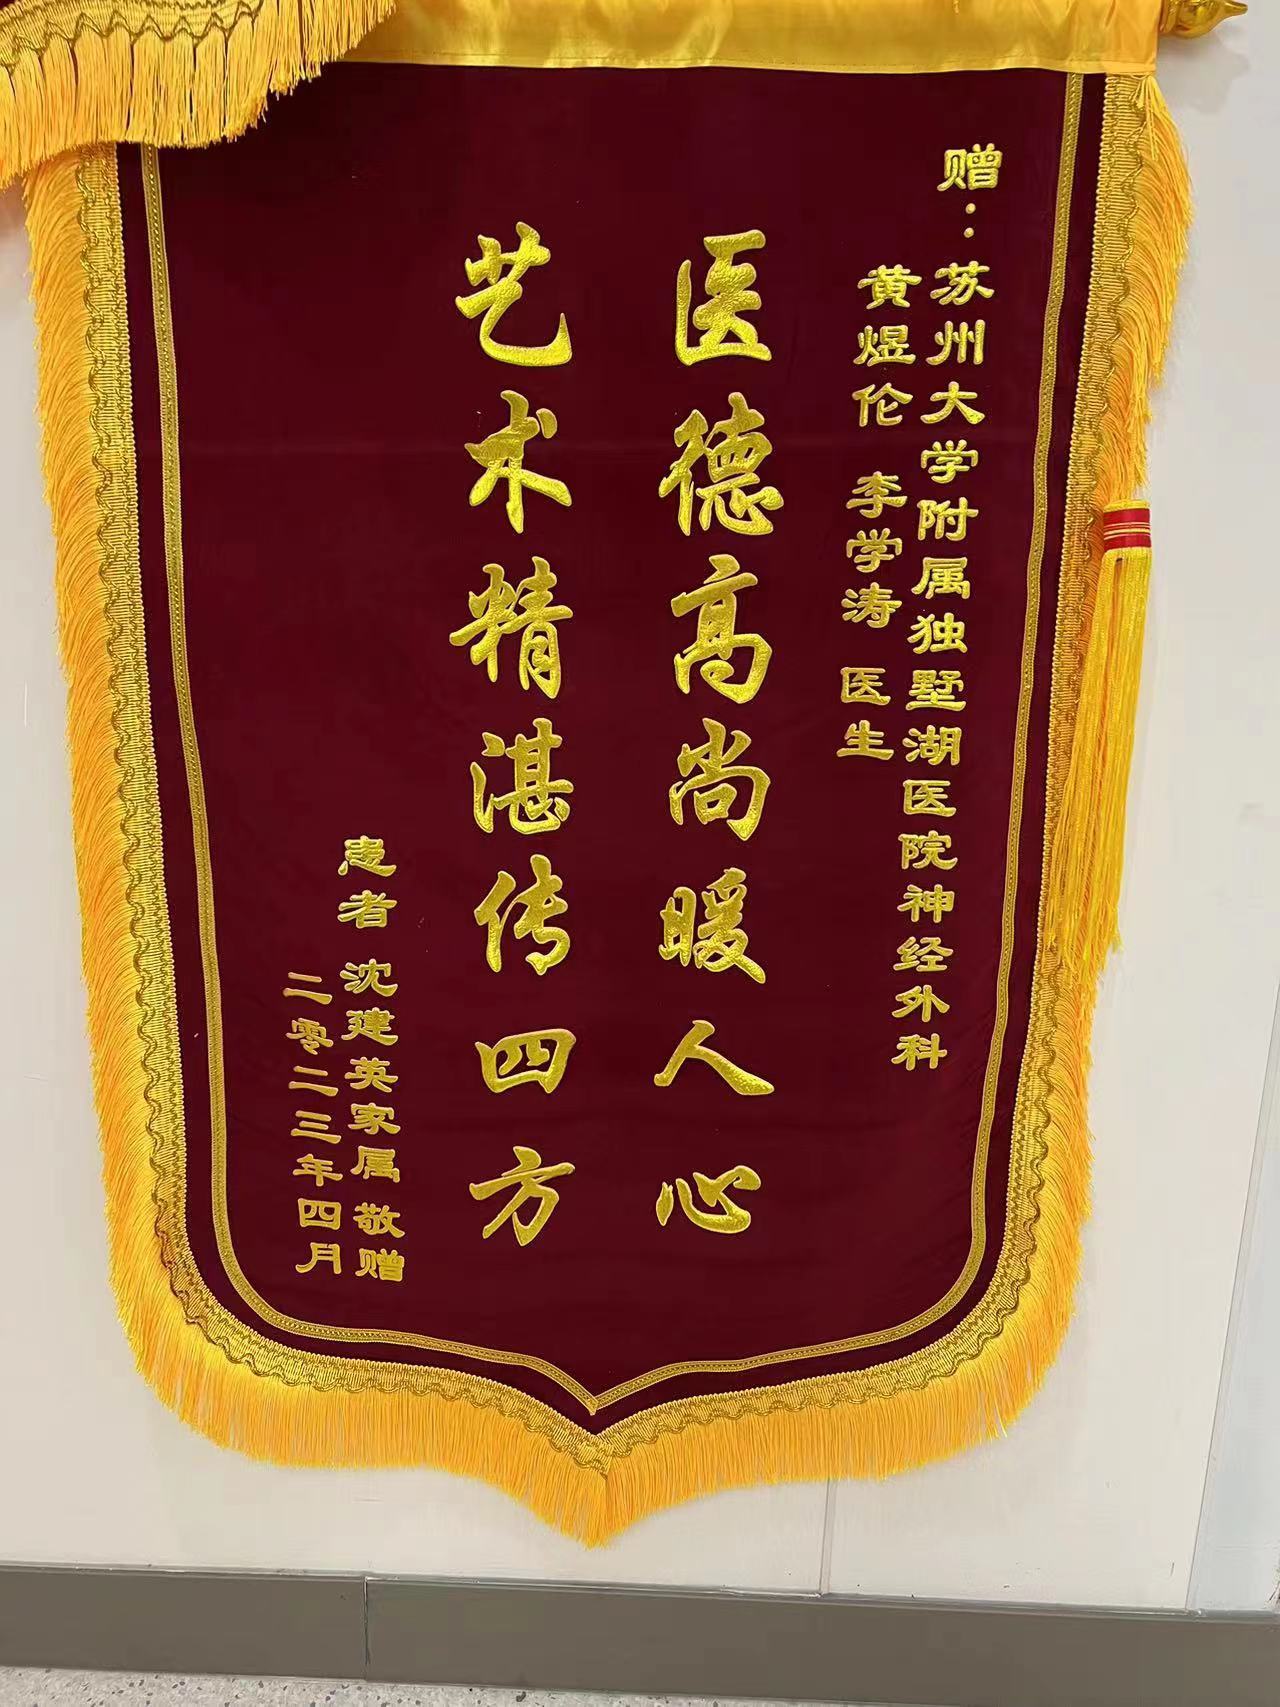 赠：苏州大学附属独墅湖医院神经外科
黄煜伦 李学涛 医生
医德高尚暖人心
艺术精湛传四方
患者 沈建英家属 敬赠
二零二三年四月